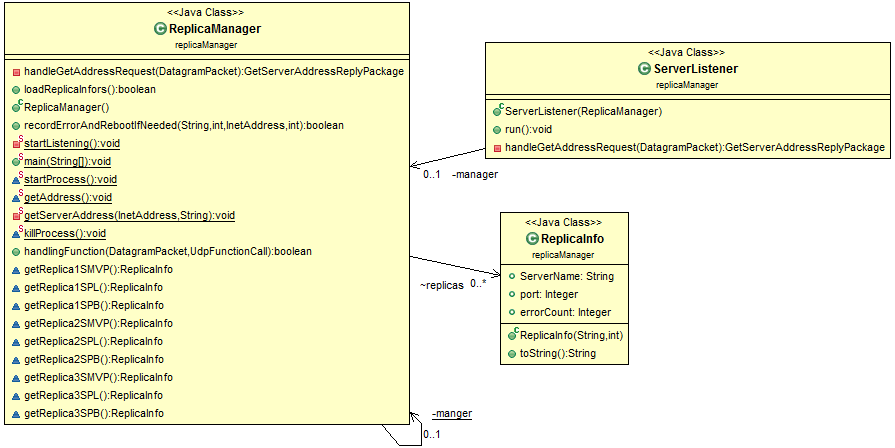 <<Java Class>>
ReplicaManager
replicaManager
handleGetAddressRequest(DatagramPacket):GetServerAddressReplyPackage
loadReplicaInfors():boolean
ReplicaManager()
recordErrorAndRebootIfNeeded(String,int,InetAddress,int):boolean
startListening():void
main(String[]):void
startProcess():void
getAddress():void
getServerAddress(InetAddress,String):void
killProcess():void
handlingFunction(DatagramPacket,UdpFunctionCall):boolean
getReplica1SMVP():ReplicaInfo
getReplica1SPL():ReplicaInfo
getReplica1SPB():ReplicaInfo
getReplica2SMVP():ReplicaInfo
getReplica2SPL():ReplicaInfo
getReplica2SPB():ReplicaInfo
getReplica3SMVP():ReplicaInfo
getReplica3SPL():ReplicaInfo
getReplica3SPB():ReplicaInfo
<<Java Class>>
ServerListener
replicaManager
ServerListener(ReplicaManager)
run():void
handleGetAddressRequest(DatagramPacket):GetServerAddressReplyPackage
0..1 -manager
<<Java Class>>
ReplicaInfo
replicaManager
ServerName: String
port: Integer
errorCount: Integer
ReplicaInfo(String,int)
toString():String
~replicas 0..*
-manger
0..1